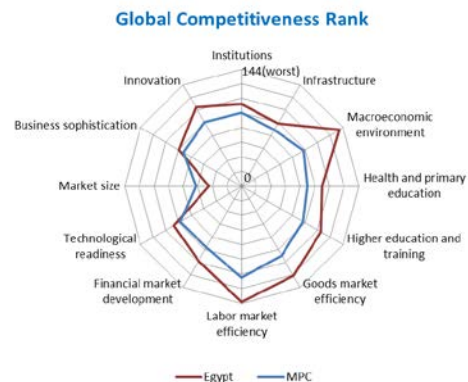 Global Competitiveness Rank
Institutions
144(worst)
Innovation
Infrastructure
Business sophistication
Macroeconomic
environment
Market size
0
Health and primary
education
Technological
readiness
Higher education and
training
Financial market
development
Goods market
efficiency
Labor market
efficiency
Egypt
MPC